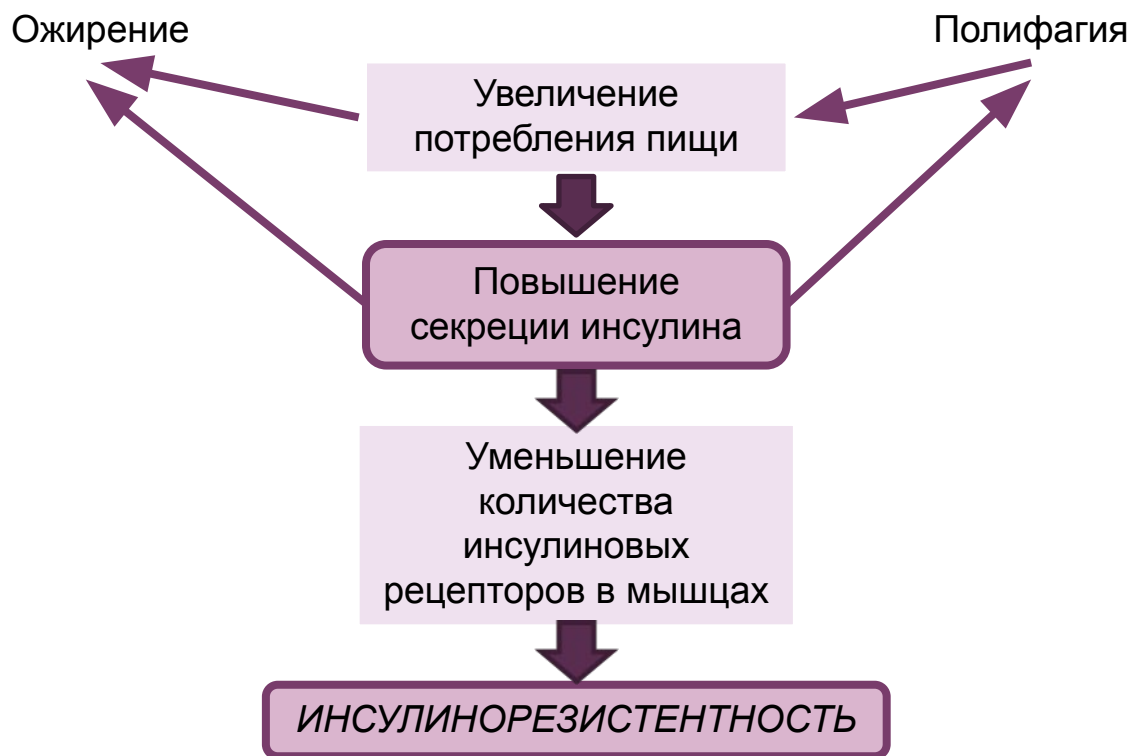 Ожирение
Полифагия
Увеличение
потребления пищи
Повышение
секреции инсулина
Уменьшение
количества
инсулиновых
рецепторов в мышцах
ИНСУЛИНОРЕЗИСТЕНТНОСТЬ